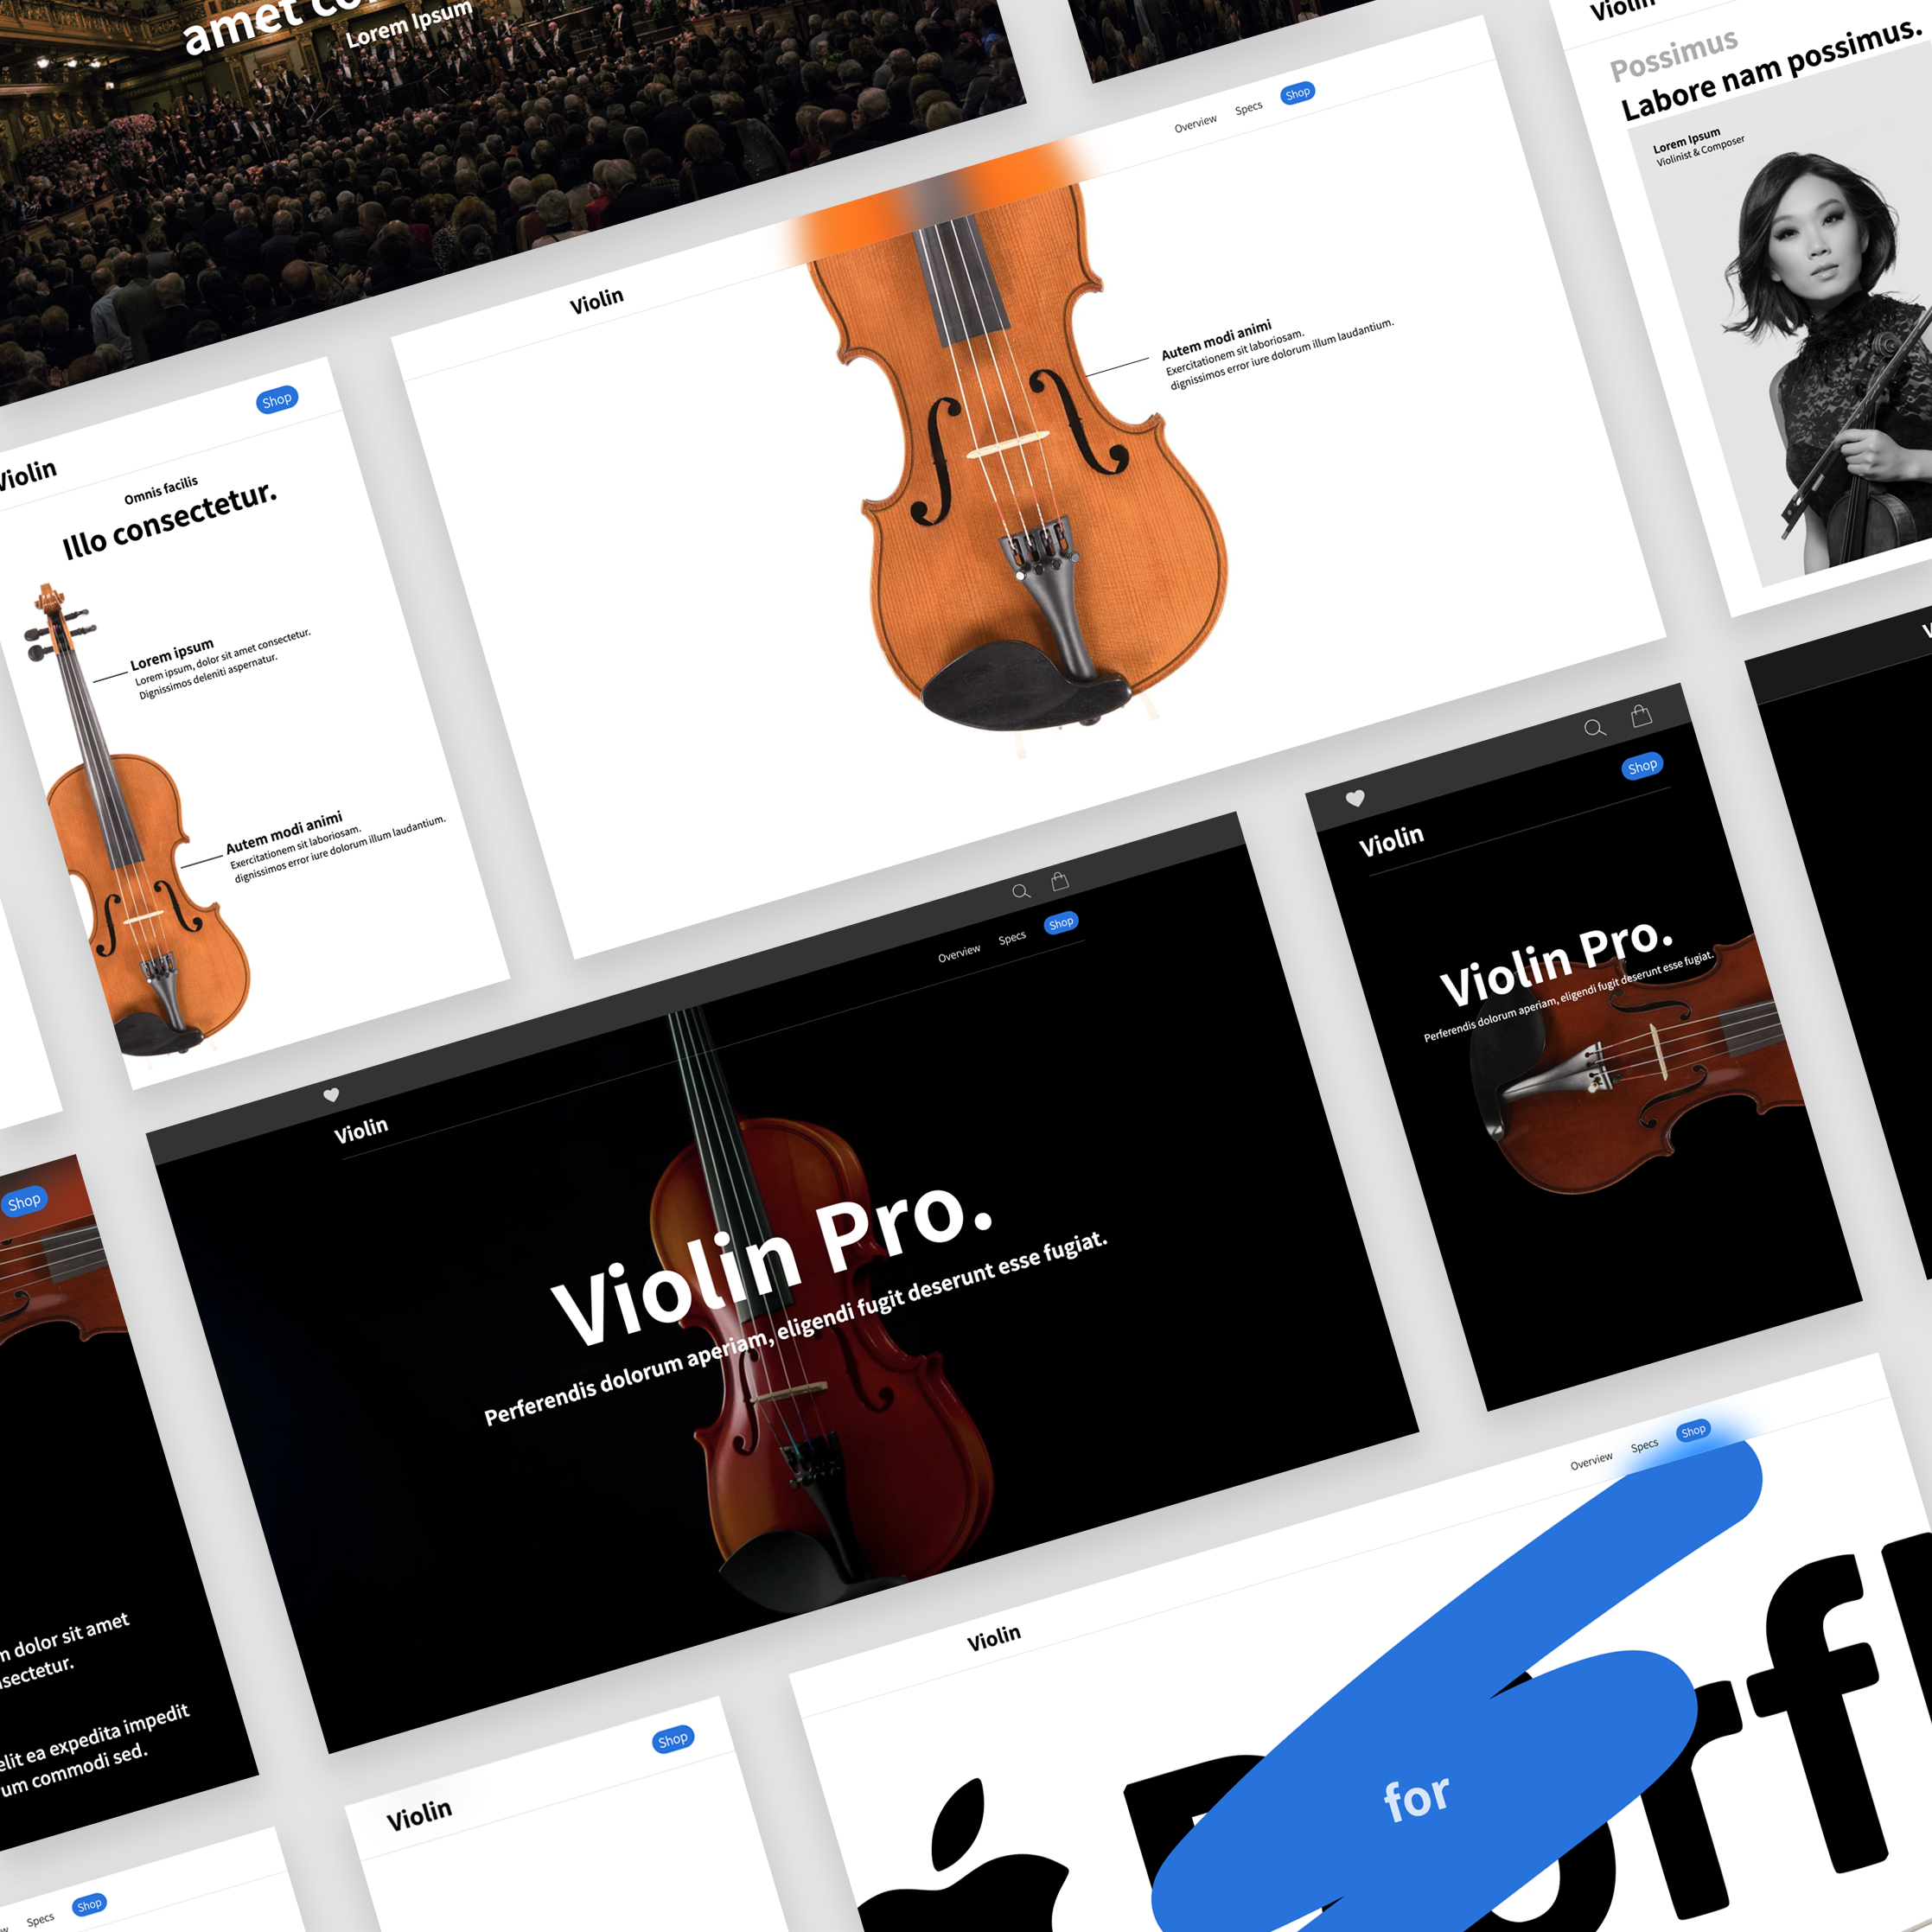 amet
Lorem Ipsum
Violin
Possimus
Labore nam possimus.
Lorem Ipsum
Violinist & Composer
Overview
Specs
Shop
Violin
Autem modi animi
Exercitationem sit laboriosam.
dignissimos error iure dolorum illum laudantium.
Shop
Violin
Omnis facilis
Illo consectetur.
Lorem ipsum
Lorem ipsum, dolor sit amet consectetur.
Dignissimos deleniti aspernatur.
Autem modi animi
Exercitationem sit laboriosam.
dignissimos error iure dolorum illum laudantium.
Shop
Violin
Violin Pro.
Perferendis dolorum aperiam, eligendi fugit deserunt esse fugiat.
Overview
Specs
Shop
Violin
Violin Pro.
Perferendis dolorum aperiam, eligendi fugit deserunt esse fugiat.
Shop
dolor sit amet
elit ea expedita impedit
commodi sed.
Overview
Specs
Shop
Violin
for
Shop
Violin
Specs
Shop